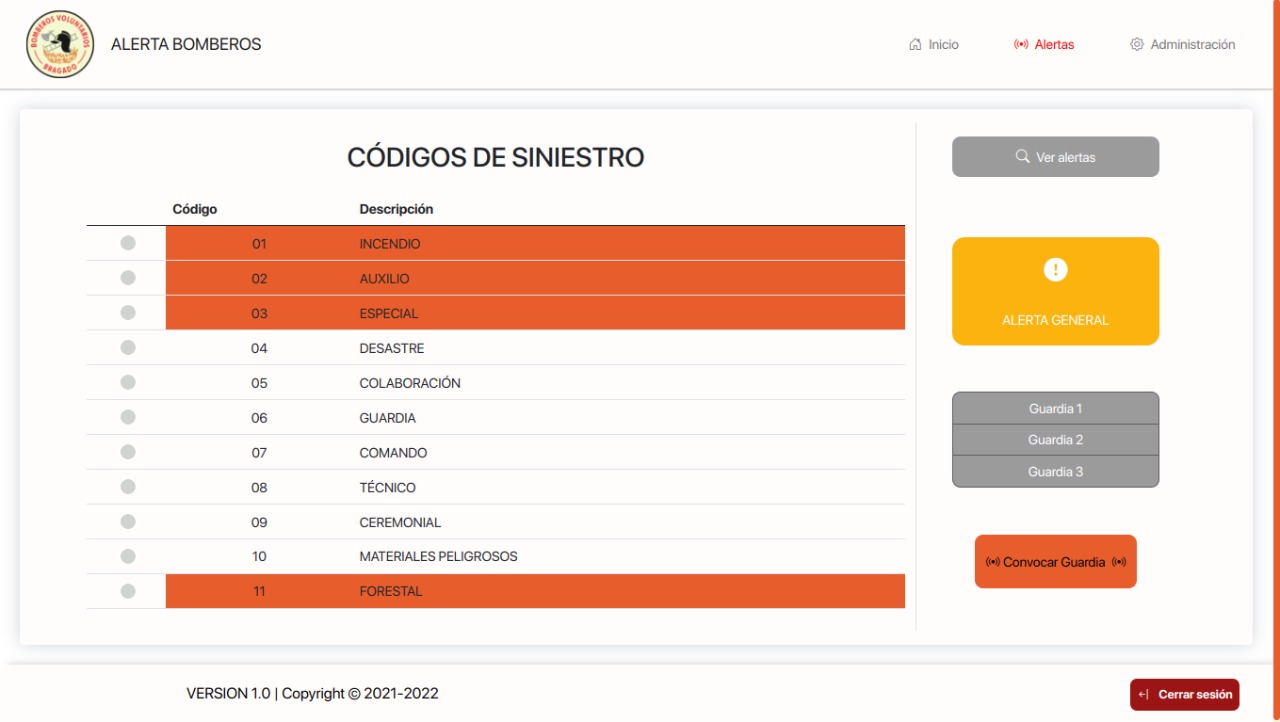 BOMBEROS VOLUNTARIOS
BRAGADO
ALERTA BOMBEROS
Inicio
Alertas
Administración
CÓDIGOS DE SINIESTRO
Código Descripción
01 INCENDIO
02 AUXILIO
03 ESPECIAL
04 DESASTRE
05 COLABORACIÓN
06 GUARDIA
07 COMANDO
08 TÉCNICO
09 CEREMONIAL
10 MATERIALES PELIGROSOS
11 FORESTAL
Ver alertas
ALERTA GENERAL
Guardia 1
Guardia 2
Guardia 3
Convocar Guardia
VERSION 1.0 | Copyright © 2021-2022
Cerrar sesión